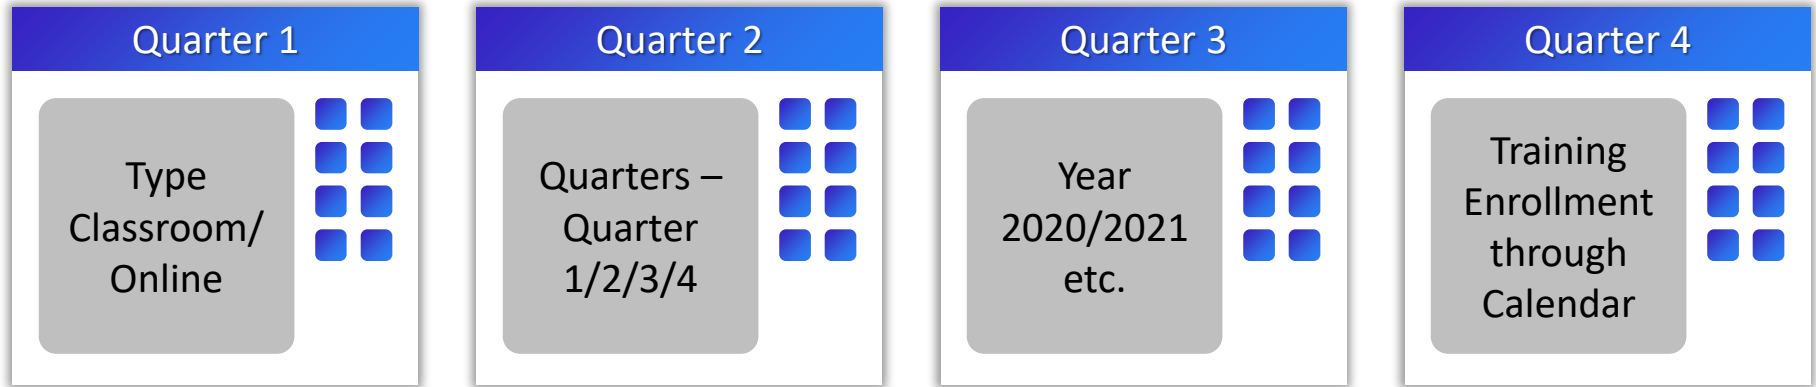 Quarter 1
Type
Classroom/
Online
Quarter 2
Quarters –
Quarter
1/2/3/4
Quarter 3
Year
2020/2021
etc.
Quarter 4
Training
Enrollment
through
Calendar